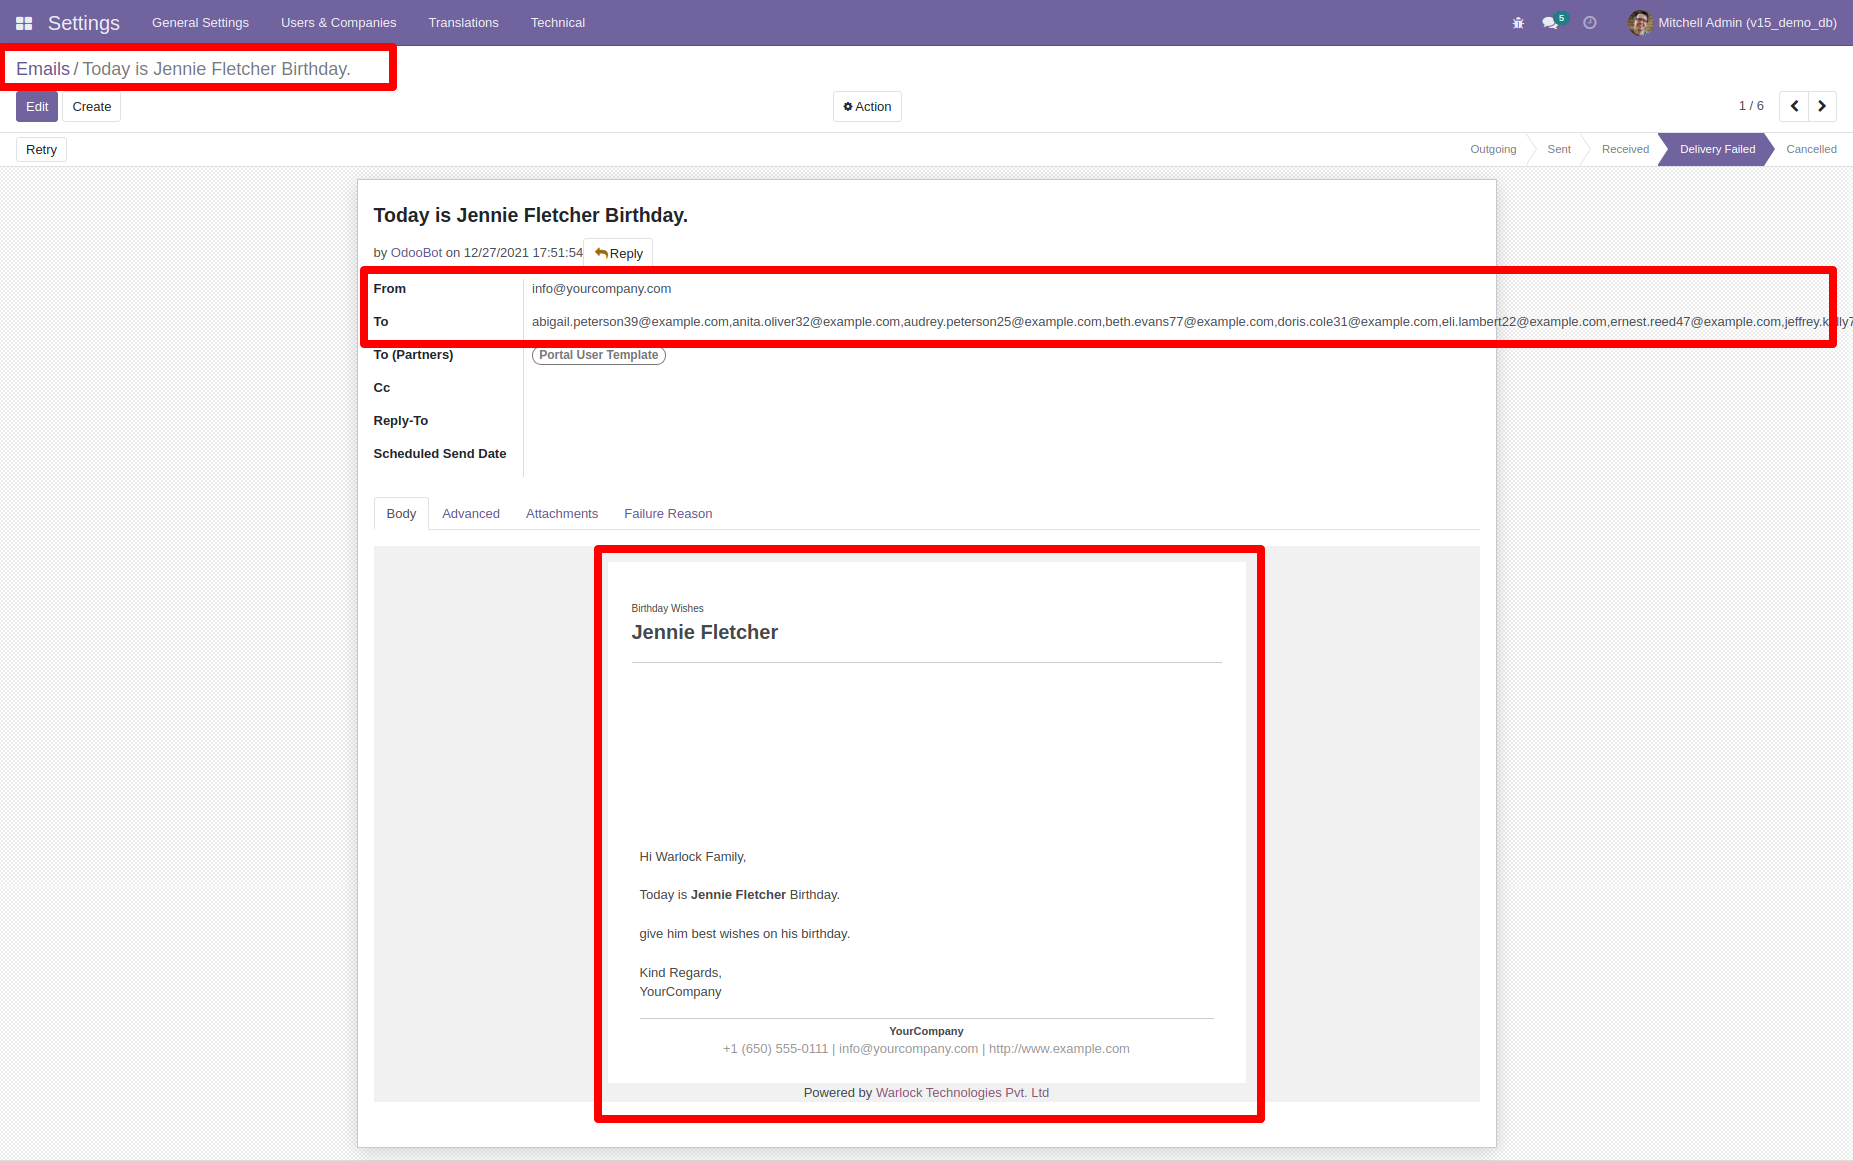 Settings General Settings Users & Companies Translations Technical 5 Mitchell Admin (v15_demo_db)
Emails / Today is Jennie Fletcher Birthday.
Edit Create Action 1 / 6
Retry Outgoing Sent Received Delivery Failed Cancelled
Today is Jennie Fletcher Birthday.
by OdooBot on 12/27/2021 17:51:54 Reply
From info@yourcompany.com
To abigail.peterson39@example.com,anita.oliver32@example.com,audrey.peterson25@example.com,beth.evans77@example.com,doris.cole31@example.com,eli.lambert22@example.com,ernest.reed47@example.com,jeffrey.kelly7
To (Partners) Portal User Template
Cc
Reply-To
Scheduled Send Date
Body Advanced Attachments Failure Reason
Birthday Wishes
Jennie Fletcher
Hi Warlock Family,
Today is Jennie Fletcher Birthday.
give him best wishes on his birthday.
Kind Regards,
YourCompany
YourCompany
+1 (650) 555-0111 | info@yourcompany.com | http://www.example.com
Powered by Warlock Technologies Pvt. Ltd